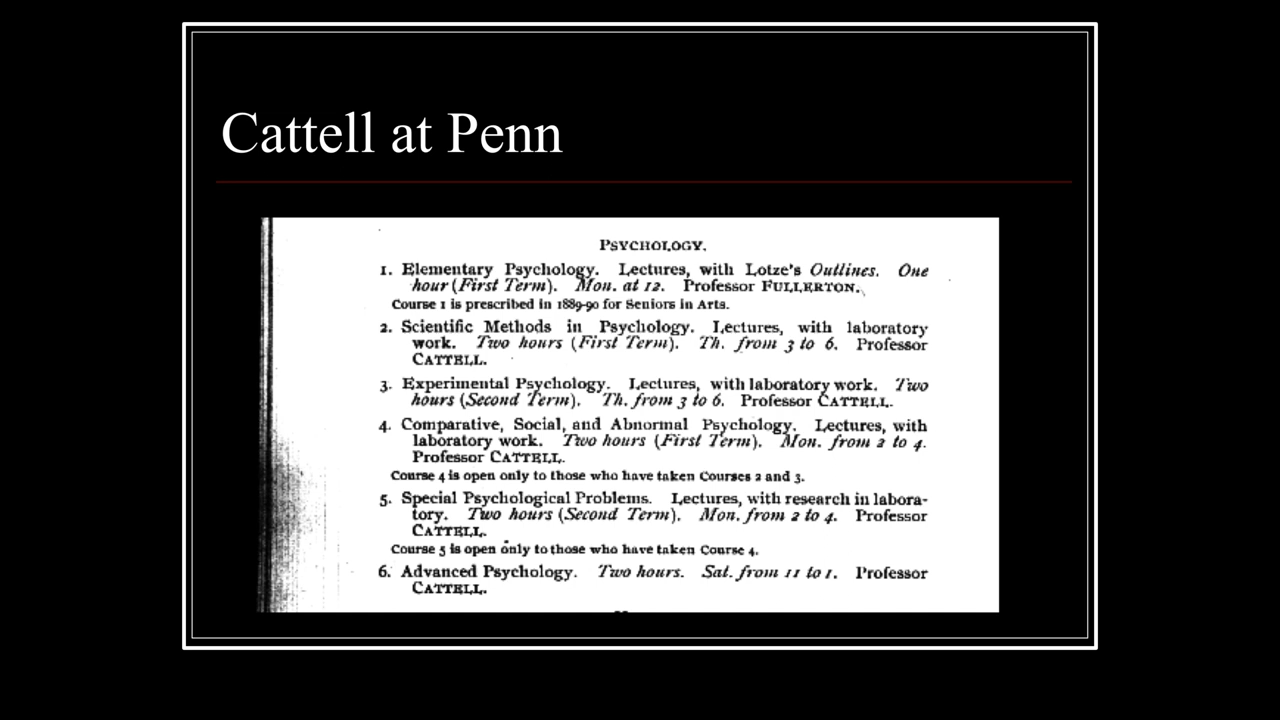 Cattell at Penn
PSYCHOLOGY.
1. Elementary Psychology. Lectures, with Lotze's Outlines. One
hour (First Term). Mon. at 12. Professor FULLERTON.
Course 1 is prescribed in 1889-90 for Seniors in Arts.
2. Scientific Methods in Psychology. Lectures, with laboratory
work. Two hours (First Term). Th. from 3 to 6. Professor
CATTELL.
3. Experimental Psychology. Lectures, with laboratory work. Two
hours (Second Term). Th. from 3 to 6. Professor CATTELL.
4. Comparative, Social, and Abnormal Psychology. Lectures, with
laboratory work. Two hours (First Term). Mon. from 2 to 4.
Professor CATTELL.
Course 4 is open only to those who have taken Courses 2 and 3.
5. Special Psychological Problems. Lectures, with research in labora-
tory. Two hours (Second Term). Mon. from 2 to 4. Professor
CATTELL.
Course 5 is open only to those who have taken Course 4.
6. Advanced Psychology. Two hours. Sat. from 11 to 1. Professor
CATTELL.